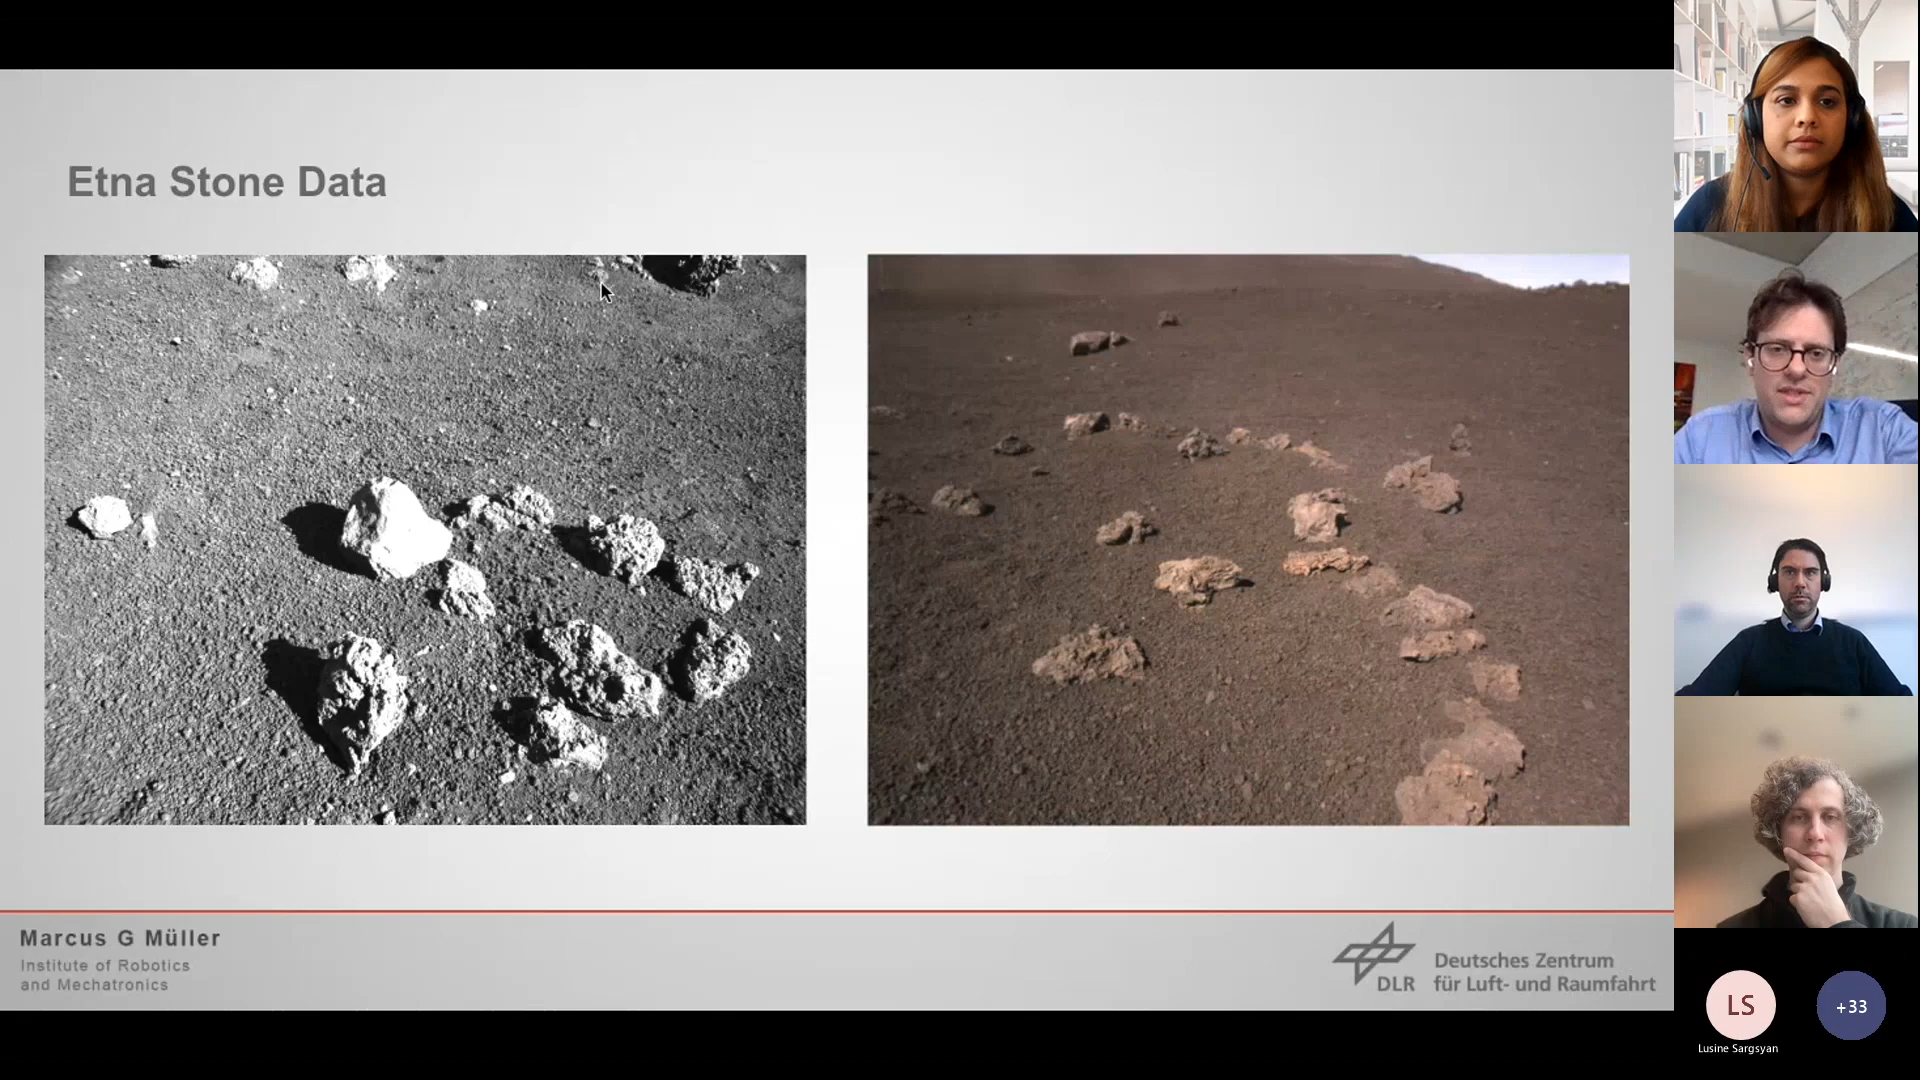 Etna Stone Data
Marcus G Müller
Institute of Robotics
and Mechatronics
DLR
Deutsches Zentrum
für Luft- und Raumfahrt
LS
+33
Lusine Sargsyan